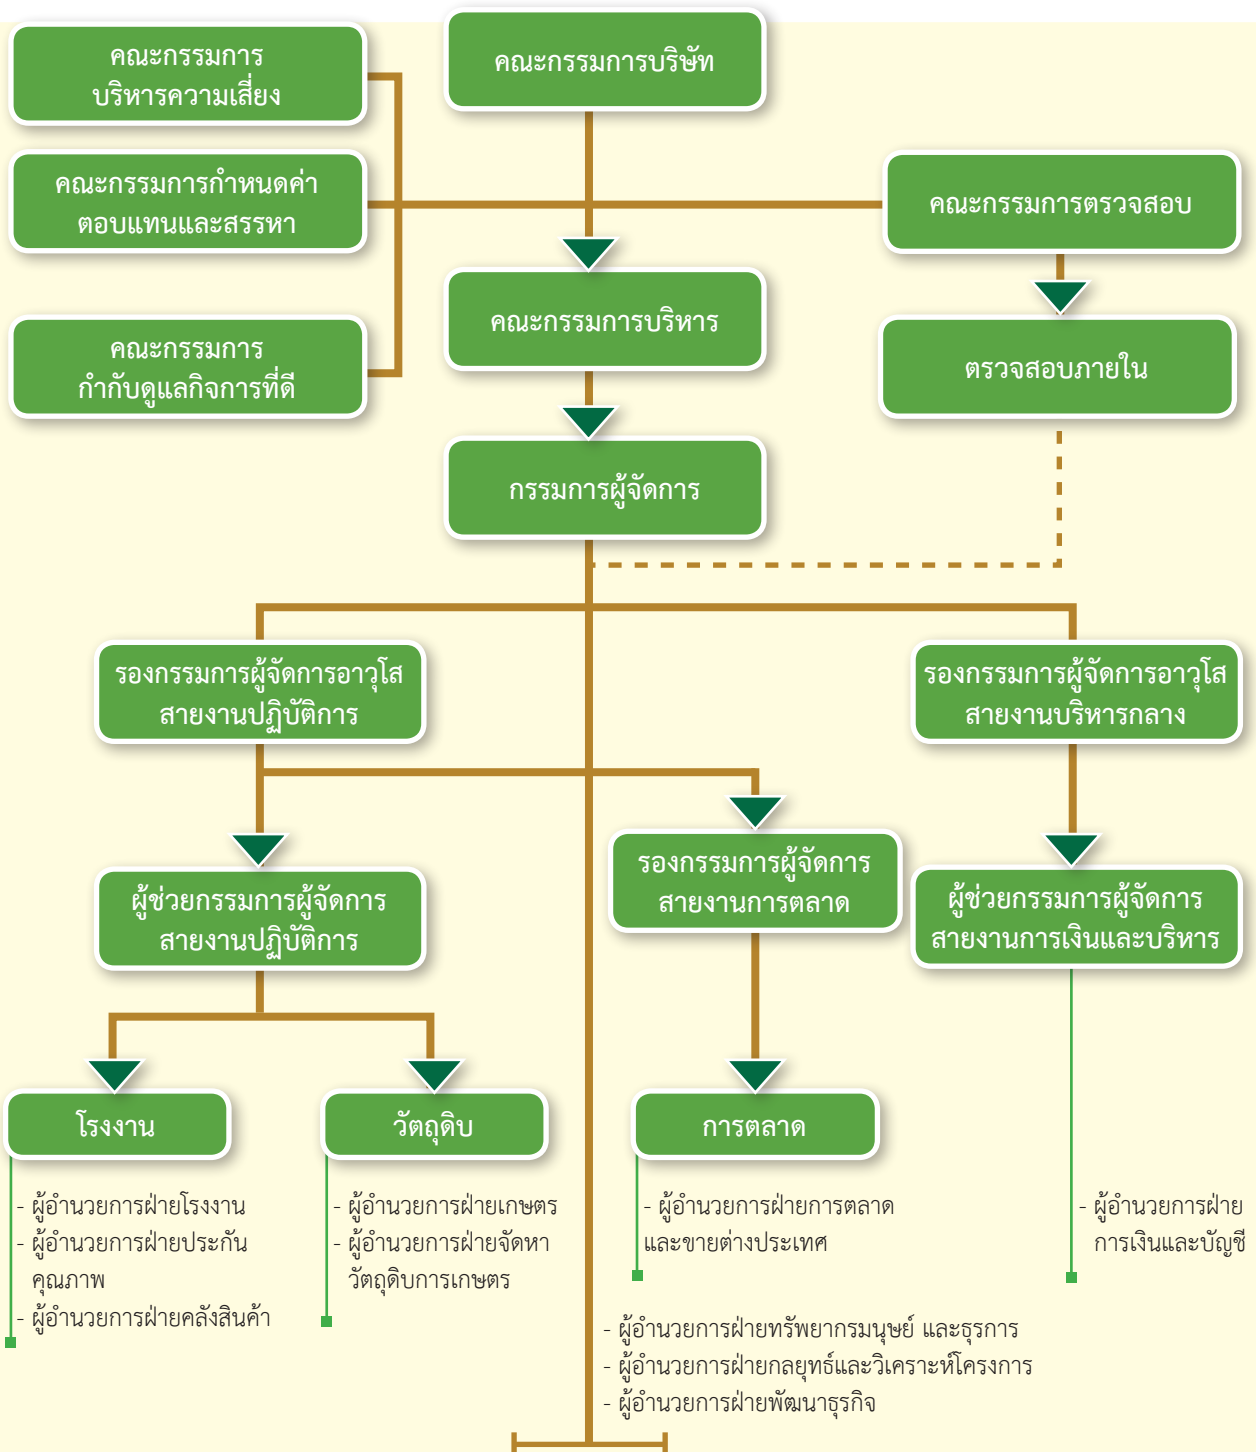 คณะกรรมการ
บริหารความเสี่ยง
คณะกรรมการบริษัท
คณะกรรมการกำหนดค่า
ตอบแทนและสรรหา
คณะกรรมการตรวจสอบ
คณะกรรมการบริหาร
คณะกรรมการ
กำกับดูแลกิจการที่ดี
ตรวจสอบภายใน
กรรมการผู้จัดการ
รองกรรมการผู้จัดการอาวุโส
สายงานปฏิบัติการ
รองกรรมการผู้จัดการอาวุโส
สายงานบริหารกลาง
รองกรรมการผู้จัดการ
สายงานการตลาด
ผู้ช่วยกรรมการผู้จัดการ
สายงานปฏิบัติการ
ผู้ช่วยกรรมการผู้จัดการ
สายงานการเงินและบริหาร
โรงงาน
วัตถุดิบ
การตลาด
- ผู้อำนวยการฝ่ายโรงงาน
- ผู้อำนวยการฝ่ายประกัน
คุณภาพ
- ผู้อำนวยการฝ่ายคลังสินค้า
- ผู้อำนวยการฝ่ายเกษตร
- ผู้อำนวยการฝ่ายจัดหา
วัตถุดิบการเกษตร
- ผู้อำนวยการฝ่ายการตลาด
และขายต่างประเทศ
- ผู้อำนวยการฝ่าย
การเงินและบัญชี
- ผู้อำนวยการฝ่ายทรัพยากรมนุษย์ และธุรการ
- ผู้อำนวยการฝ่ายกลยุทธ์และวิเคราะห์โครงการ
- ผู้อำนวยการฝ่ายพัฒนาธุรกิจ